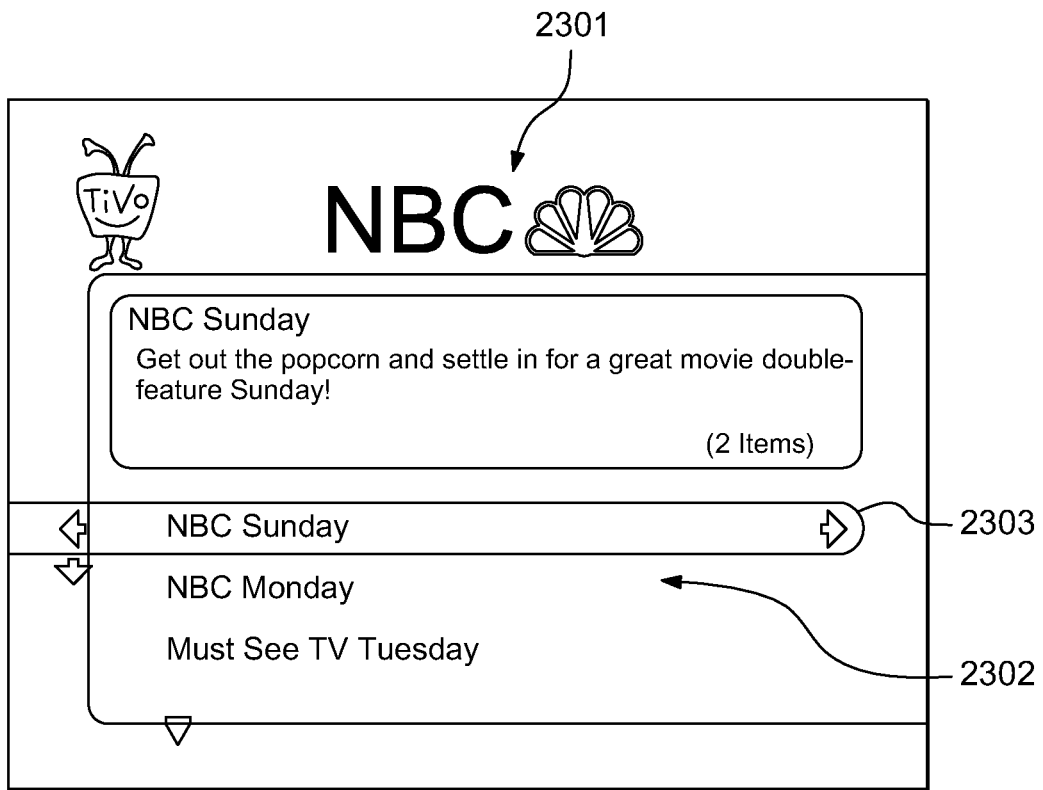 2301
TiVo
NBC
NBC Sunday
Get out the popcorn and settle in for a great movie double-
feature Sunday!
(2 Items)
NBC Sunday
2303
NBC Monday
Must See TV Tuesday
2302